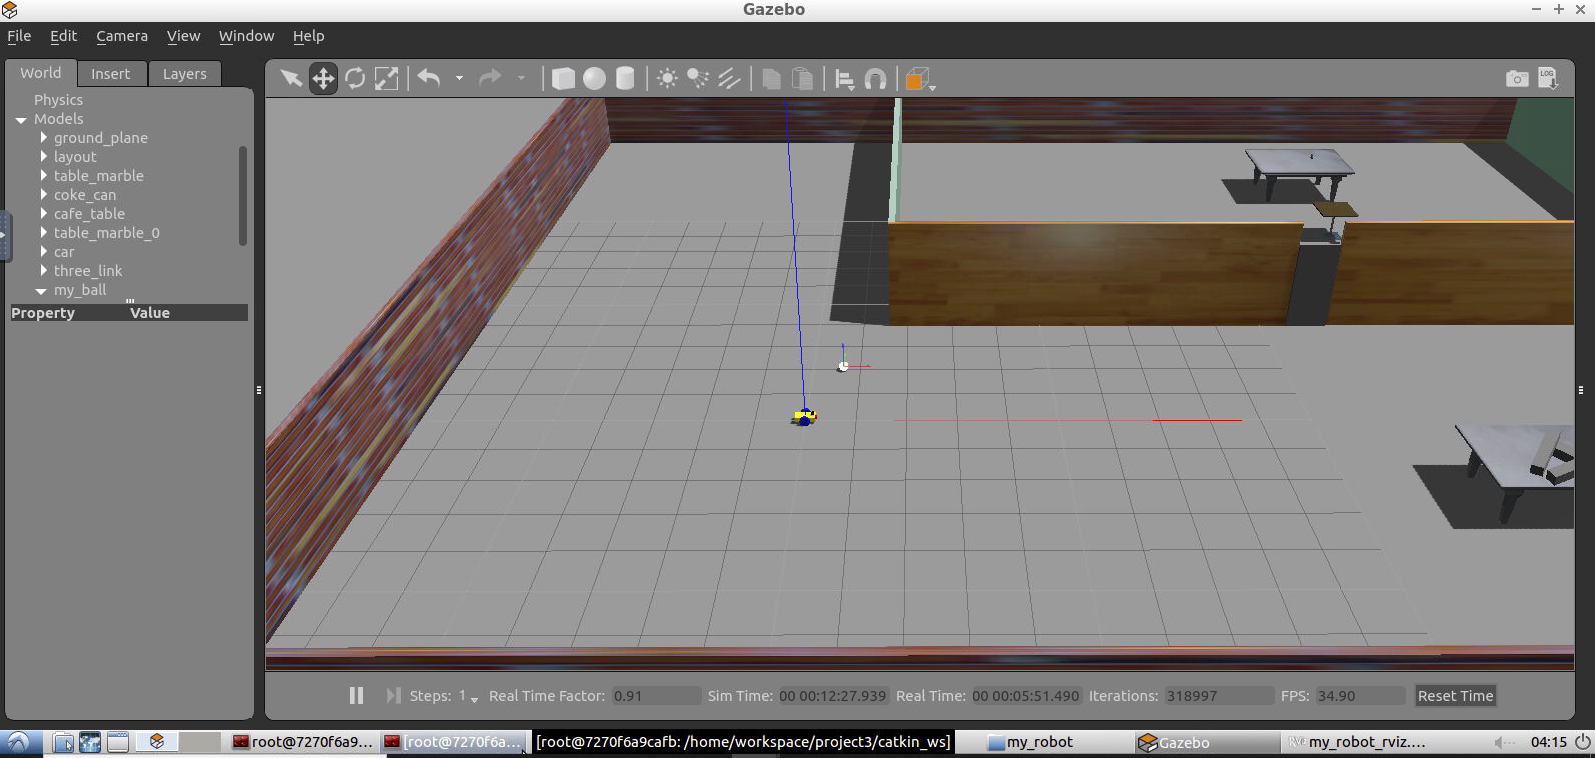 Gazebo
File Edit Camera View Window Help
World Insert Layers
Physics
Models
ground_plane
layout
table_marble
coke_can
cafe_table
table_marble_0
car
three_link
my_ball
Property Value
LOG
Steps: 1 Real Time Factor: 0.91 Sim Time: 00 00:12:27.939 Real Time: 00 00:05:51.490 Iterations: 318997 FPS: 34.90 Reset Time
root@7270f6a9... [root@7270f6a... [root@7270f6a9cafb: /home/workspace/project3/catkin_ws] my_robot Gazebo RViz my_robot_rviz.... 04:15